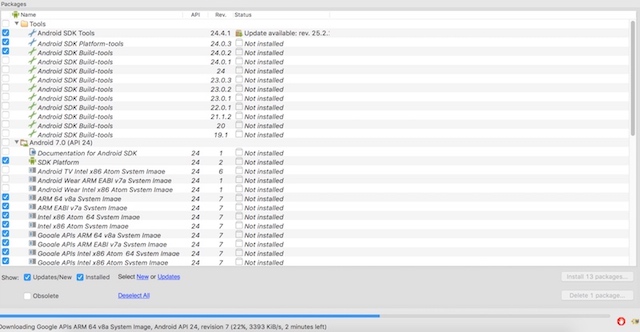 Packages
Name API Rev. Status
Tools
Android SDK Tools 24.4.1 Update available: rev. 25.2.
Android SDK Platform-tools 24.0.3 Not installed
Android SDK Build-tools 24.0.2 Not installed
Android SDK Build-tools 24.0.1 Not installed
Android SDK Build-tools 24 Not installed
Android SDK Build-tools 23.0.3 Not installed
Android SDK Build-tools 23.0.2 Not installed
Android SDK Build-tools 23.0.1 Not installed
Android SDK Build-tools 22.0.1 Not installed
Android SDK Build-tools 21.1.2 Not installed
Android SDK Build-tools 20 Not installed
Android SDK Build-tools 19.1 Not installed
Android 7.0 (API 24)
Documentation for Android SDK 24 1 Not installed
SDK Platform 24 2 Not installed
Android TV Intel x86 Atom System Image 24 6 Not installed
Android Wear ARM EABI v7a System Image 24 1 Not installed
Android Wear Intel x86 Atom System Image 24 1 Not installed
ARM 64 v8a System Image 24 7 Not installed
ARM EABI v7a System Image 24 7 Not installed
Intel x86 Atom_64 System Image 24 7 Not installed
Intel x86 Atom System Image 24 7 Not installed
Google APIs ARM 64 v8a System Image 24 7 Not installed
Google APIs ARM EABI v7a System Image 24 7 Not installed
Google APIs Intel x86 Atom_64 System Image 24 7 Not installed
Google APIs Intel x86 Atom System Image 24 7 Not installed
Show: Updates/New Installed Select New or Updates Install 13 packages...
Obsolete Deselect All Delete 1 package...
Downloading Google APIs ARM 64 v8a System Image, Android API 24, revision 7 (22%, 3393 KiB/s, 2 minutes left)